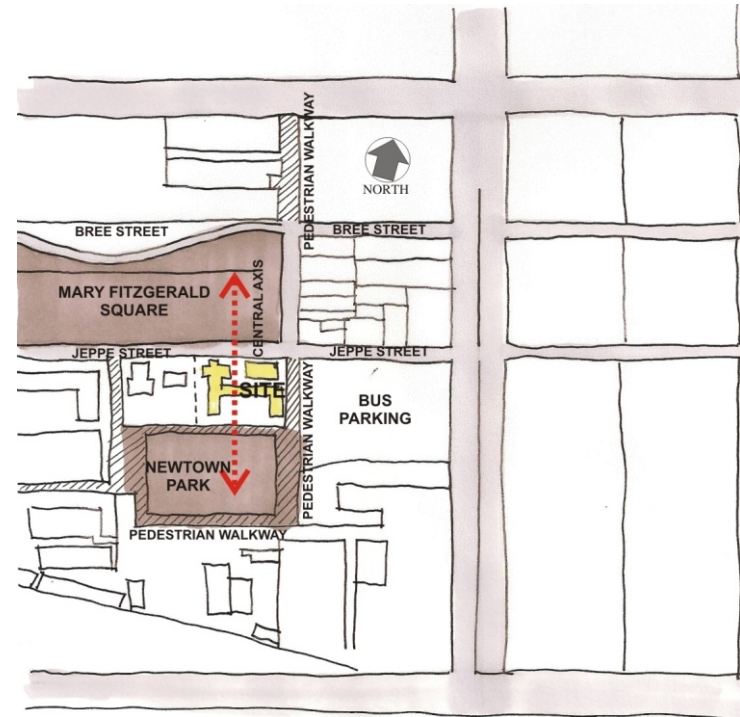 PEDESTRIAN WALKWAY
NORTH
BREE STREET
BREE STREET
MARY FITZGERALD
SQUARE
CENTRAL AXIS
JEPPE STREET
JEPPE STREET
SITE
PEDESTRIAN WALKWAY
BUS
PARKING
NEWTOWN
PARK
PEDESTRIAN WALKWAY